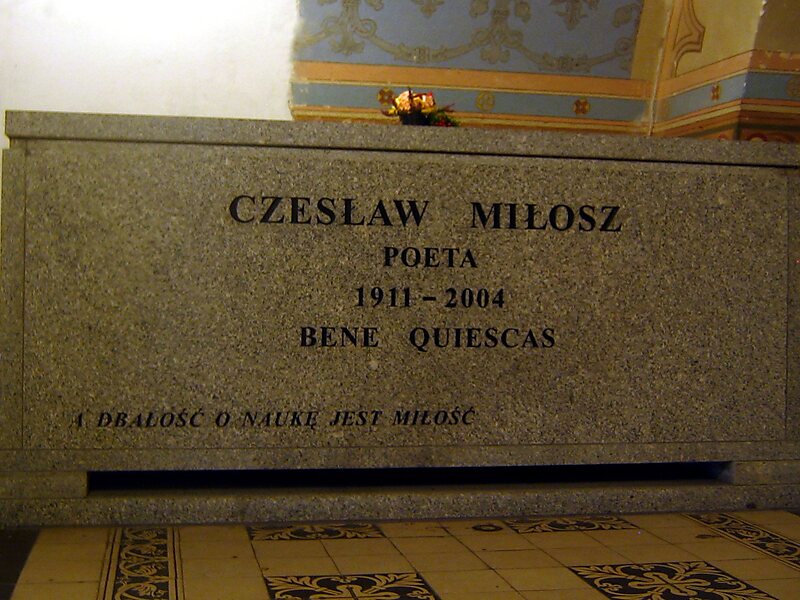 CZESŁAW MIŁOSZ
POETA
1911 – 2004
BENE QUIESCAS
A DBAŁOŚĆ O NAUKĘ JEST MIŁOŚĆ